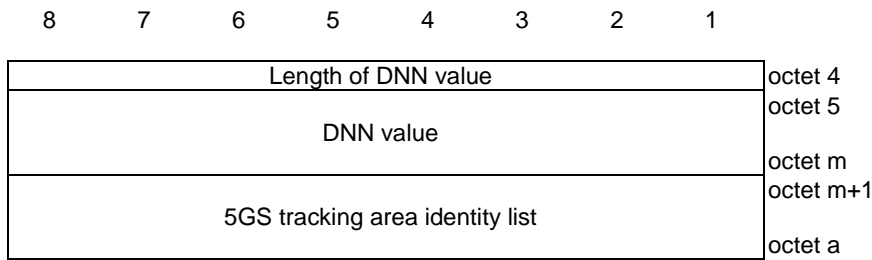 8 7 6 5 4 3 2 1
Length of DNN value octet 4
octet 5
DNN value
octet m
octet m+1
5GS tracking area identity list
octet a